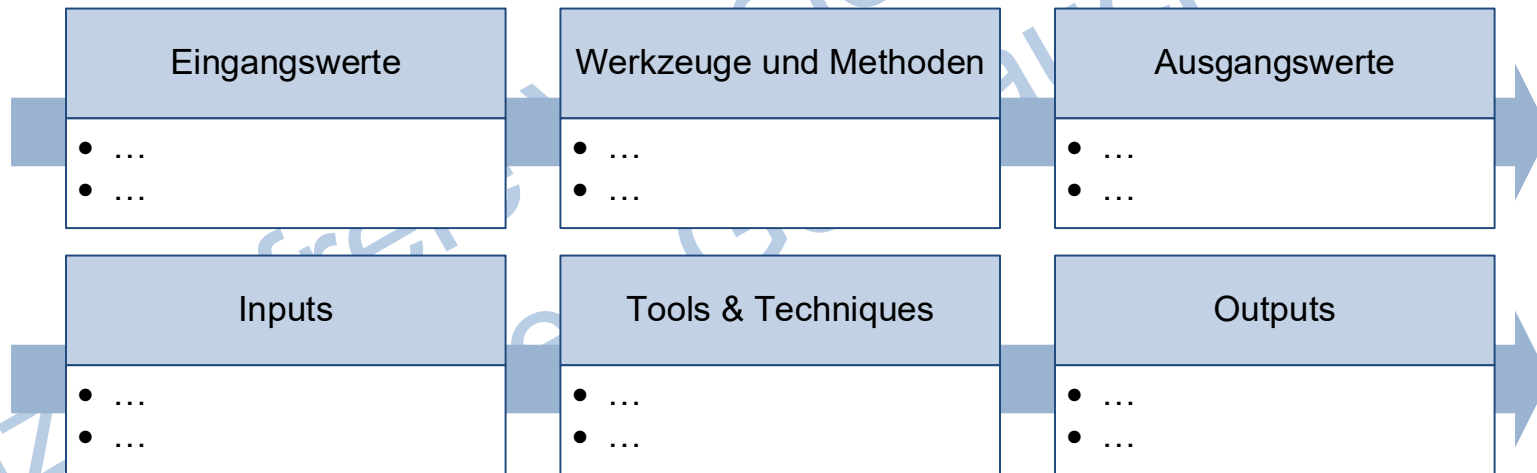 Eingangswerte
Werkzeuge und Methoden
Ausgangswerte
• ...
• ...
• ...
• ...
• ...
• ...
Inputs
Tools & Techniques
Outputs
• ...
• ...
• ...
• ...
• ...
• ...